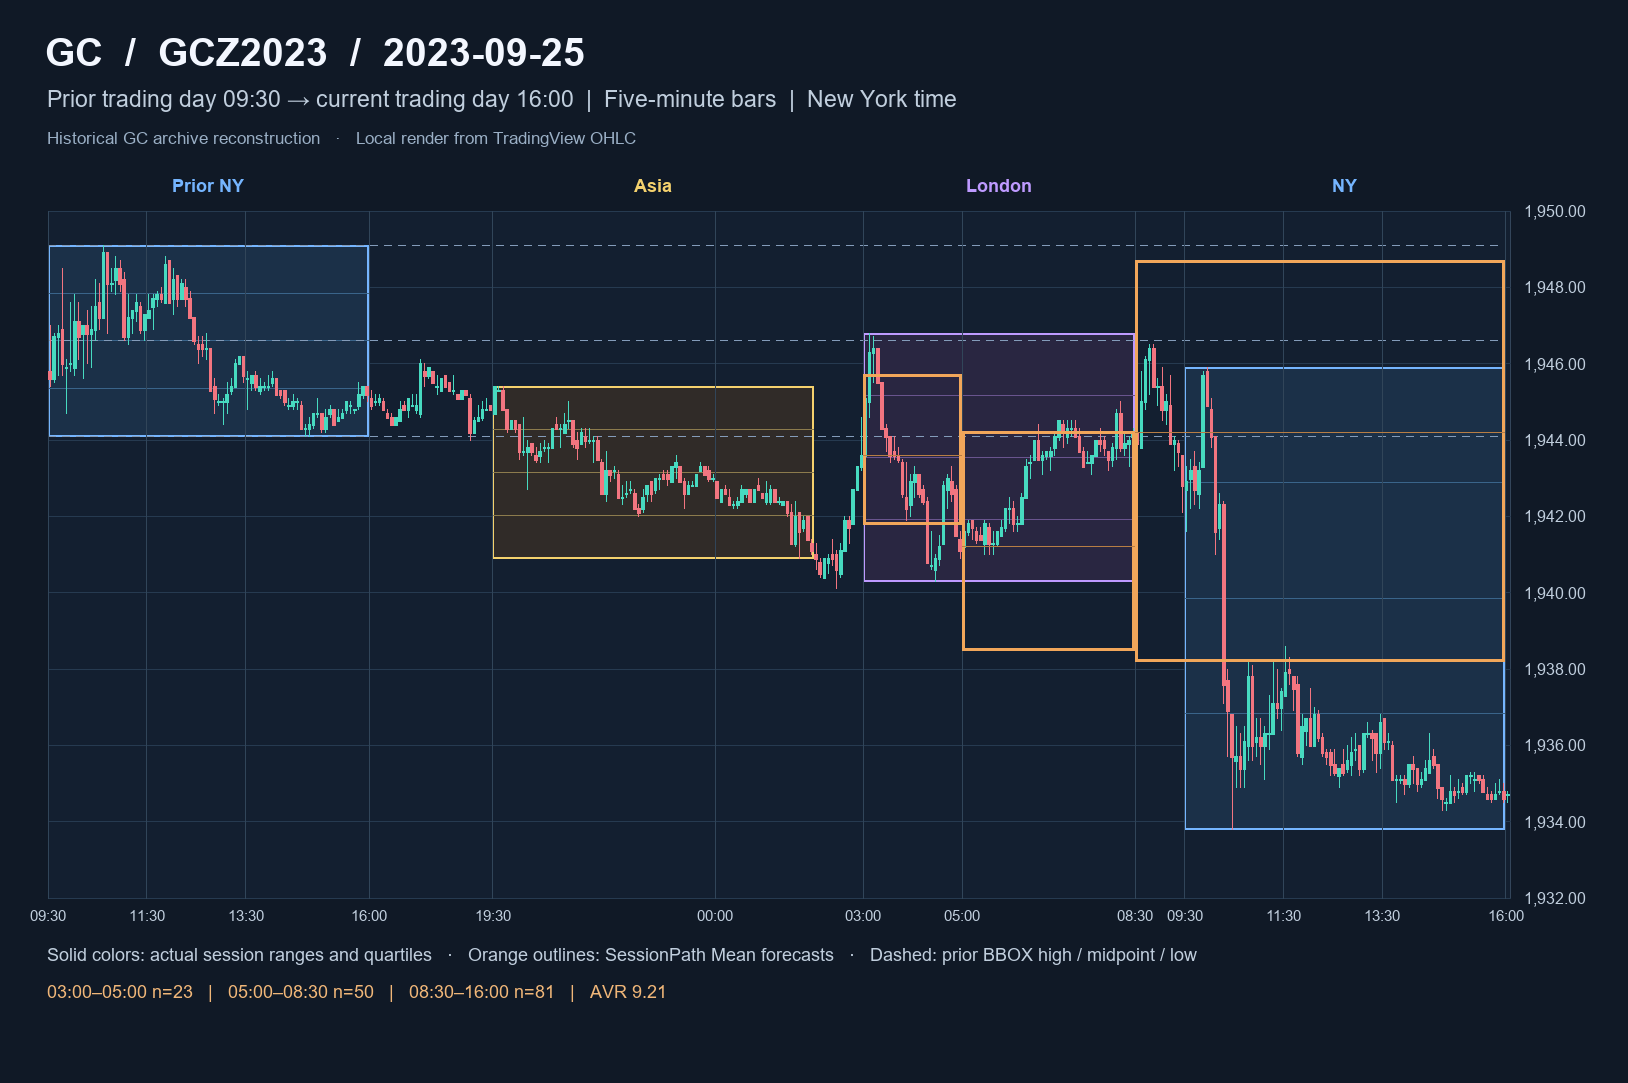 GC / GCZ2023 / 2023-09-25
Prior trading day 09:30 → current trading day 16:00 | Five-minute bars | New York time
Historical GC archive reconstruction · Local render from TradingView OHLC
Prior NY Asia London NY
1,950.00
1,948.00
1,946.00
1,944.00
1,942.00
1,940.00
1,938.00
1,936.00
1,934.00
1,932.00
09:30 11:30 13:30 16:00 19:30 00:00 03:00 05:00 08:30 09:30 11:30 13:30 16:00
Solid colors: actual session ranges and quartiles · Orange outlines: SessionPath Mean forecasts · Dashed: prior BBOX high / midpoint / low
03:00–05:00 n=23 | 05:00–08:30 n=50 | 08:30–16:00 n=81 | AVR 9.21